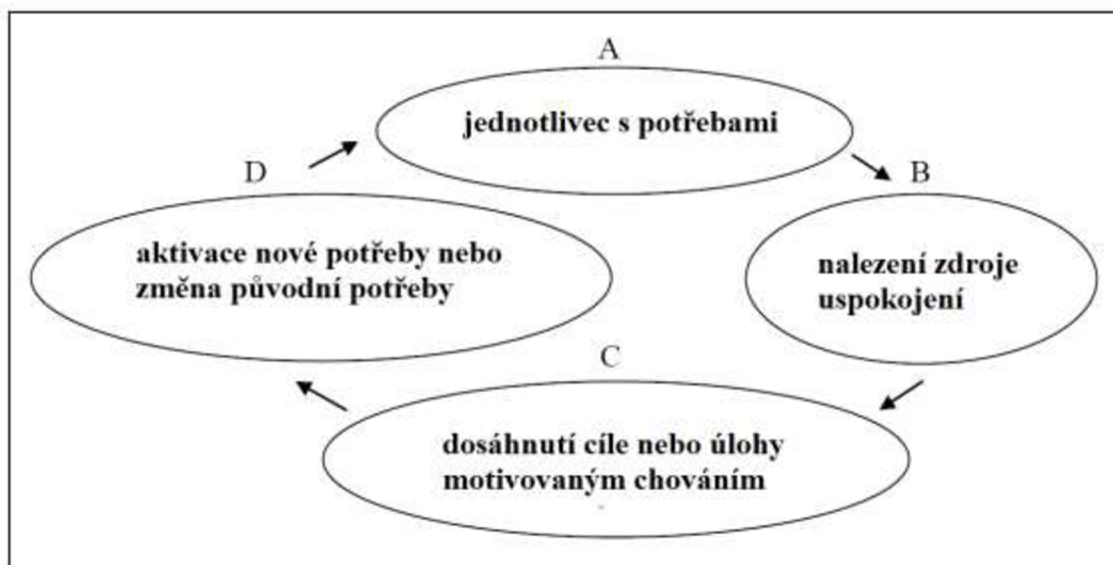 A
jednotlivec s potřebami
B
nalezení zdroje
uspokojení
C
dosáhnutí cíle nebo úlohy
motivovaným chováním
D
aktivace nové potřeby nebo
změna původní potřeby